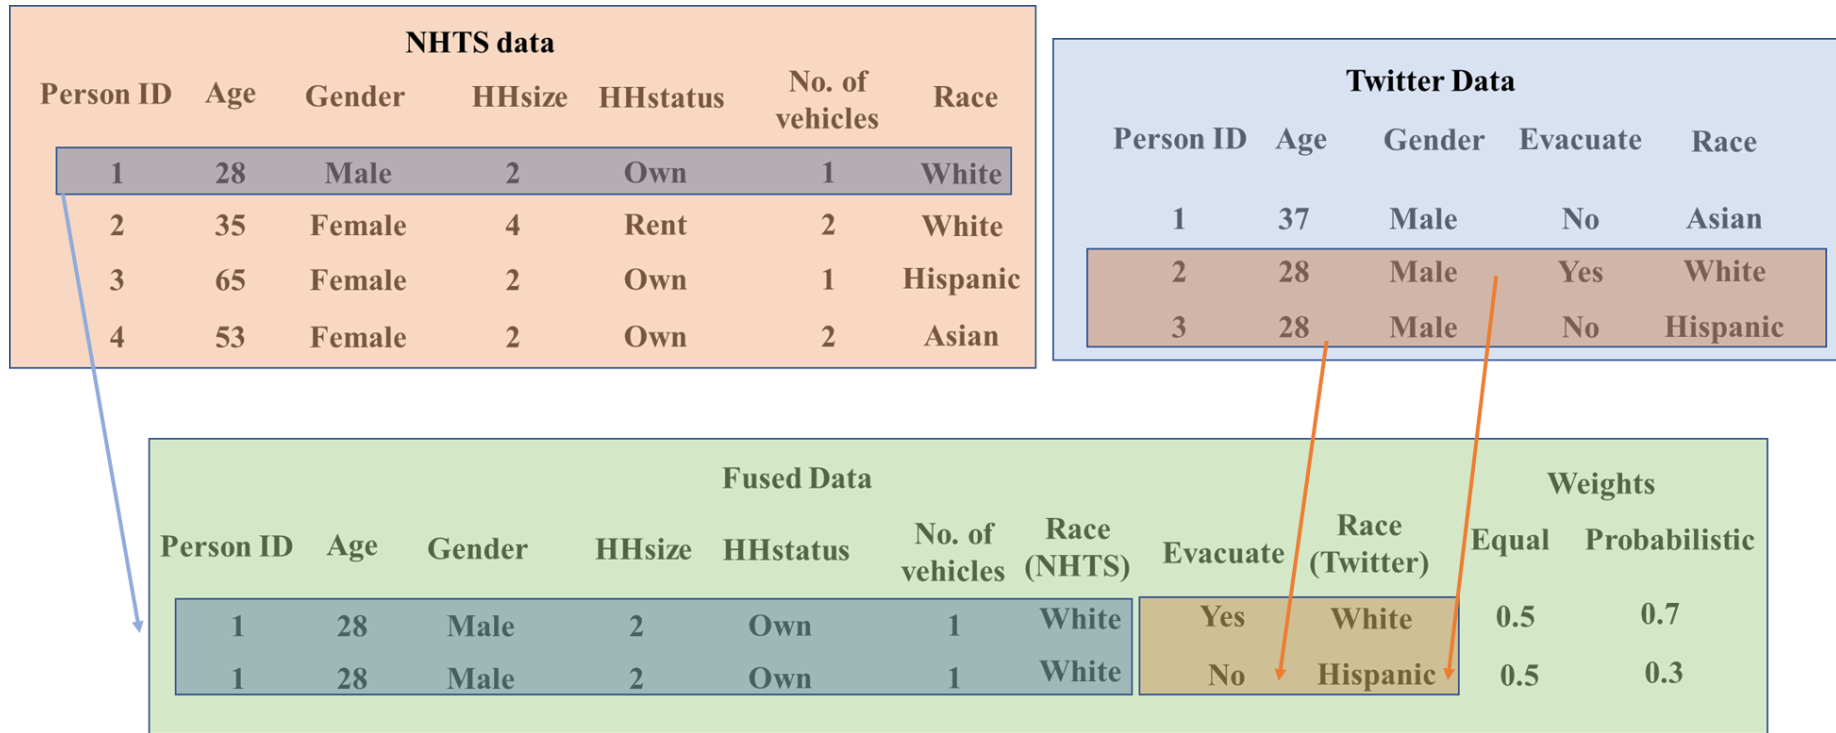 NHTS data
Person ID Age Gender HHsize HHstatus No. of vehicles Race
1 28 Male 2 Own 1 White
2 35 Female 4 Rent 2 White
3 65 Female 2 Own 1 Hispanic
4 53 Female 2 Own 2 Asian
Twitter Data
Person ID Age Gender Evacuate Race
1 37 Male No Asian
2 28 Male Yes White
3 28 Male No Hispanic
Fused Data Weights
Person ID Age Gender HHsize HHstatus No. of vehicles Race (NHTS) Evacuate Race (Twitter) Equal Probabilistic
1 28 Male 2 Own 1 White Yes White 0.5 0.7
1 28 Male 2 Own 1 White No Hispanic 0.5 0.3